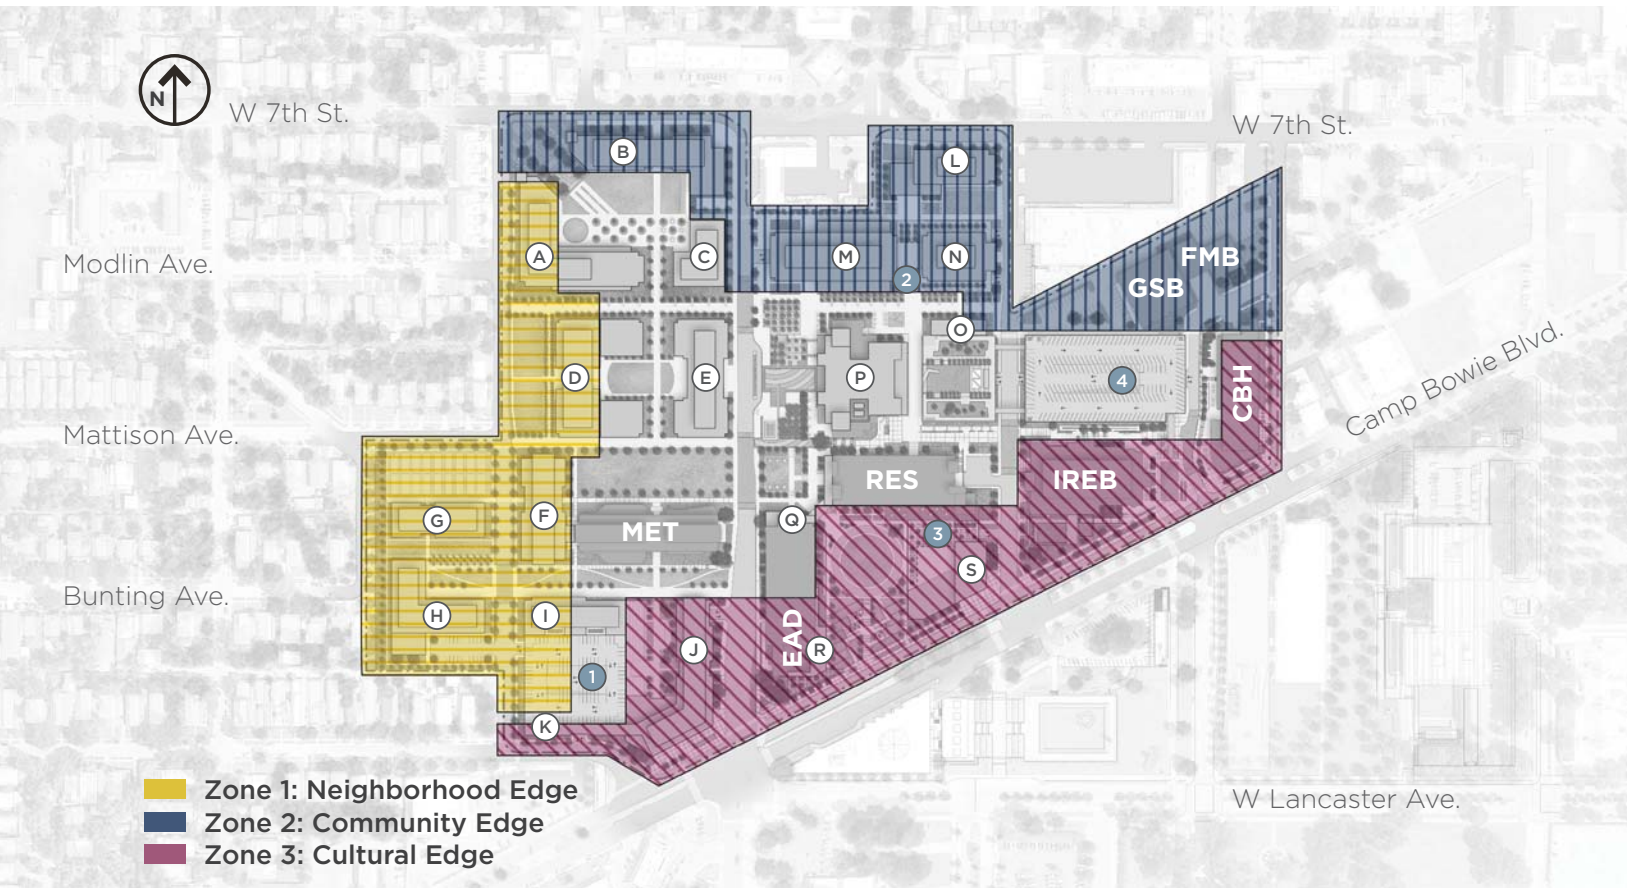 N
W 7th St.
W 7th St.
B
L
A
C
M
N
FMB
Modlin Ave.
2
GSB
O
D
E
P
4
CBH
Camp Bowie Blvd.
Mattison Ave.
RES
IREB
G
F
MET
Q
3
S
Bunting Ave.
H
I
EAD
J
R
1
K
Zone 1: Neighborhood Edge
W Lancaster Ave.
Zone 2: Community Edge
Zone 3: Cultural Edge